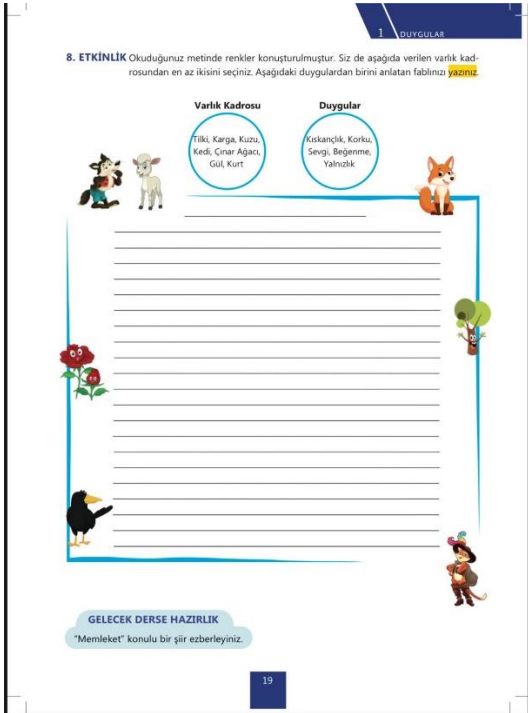 1 DUYGULAR
8. ETKİNLİK Okuduğunuz metinde renkler konuşturulmuştur. Siz de aşağıda verilen varlık kad-
rosundan en az ikisini seçiniz. Aşağıdaki duygulardan birini anlatan fablınızı yazınız.
Varlık Kadrosu
Tilki, Karga, Kuzu,
Kedi, Çınar Ağacı,
Gül, Kurt
Duygular
Kıskançlık, Korku,
Sevgi, Beğenme,
Yalnızlık
GELECEK DERSE HAZIRLIK
"Memleket" konulu bir şiir ezberleyiniz.
19